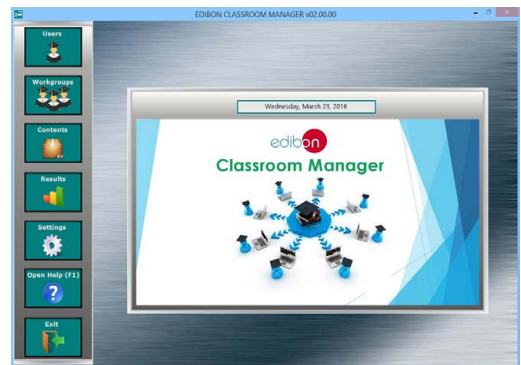 EDIBON CLASSROOM MANAGER v02.00.00
Users
Workgroups
Contents
Results
Settings
Open Help (F1)
?
Exit
Wednesday, March 23, 2016
edibon
Classroom Manager